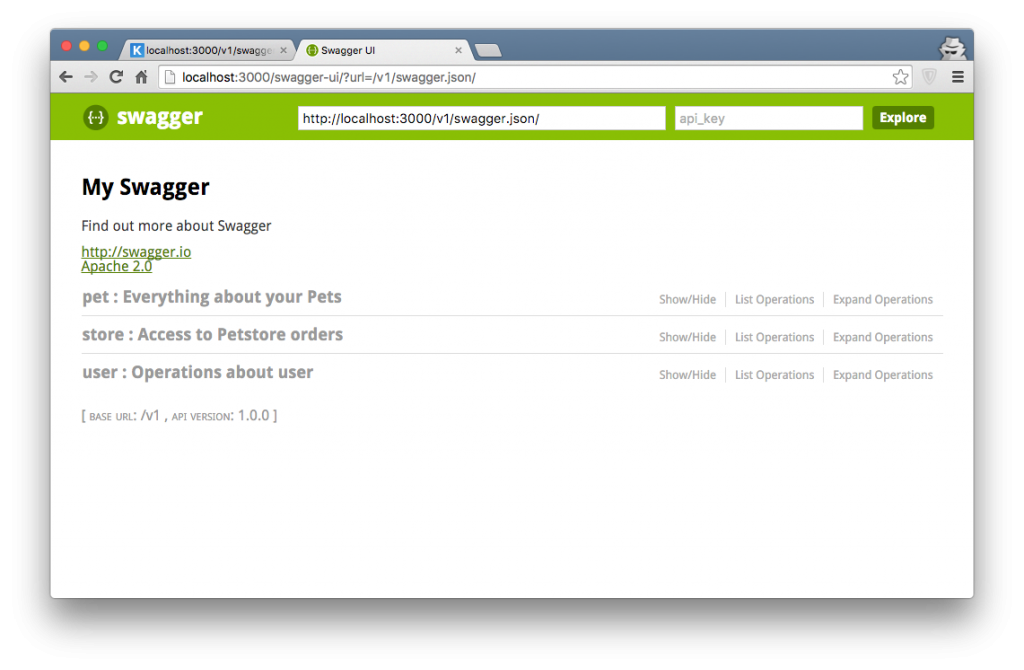 K localhost:3000/v1/swagge × {··} Swagger UI ×
localhost:3000/swagger-ui/?url=/v1/swagger.json/
{··} swagger http://localhost:3000/v1/swagger.json/ api_key Explore
My Swagger
Find out more about Swagger
http://swagger.io
Apache 2.0
pet : Everything about your Pets Show/Hide List Operations Expand Operations
store : Access to Petstore orders Show/Hide List Operations Expand Operations
user : Operations about user Show/Hide List Operations Expand Operations
[ BASE URL: /v1 , API VERSION: 1.0.0 ]